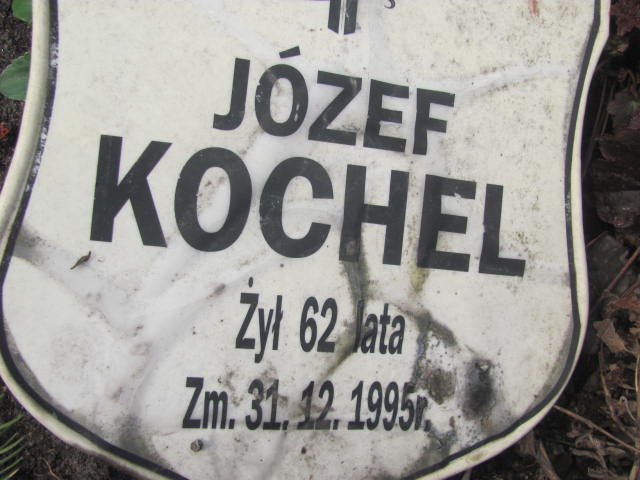 JÓZEF
KOCHEL
Żył 62 lata
Zm. 31. 12. 1995r.